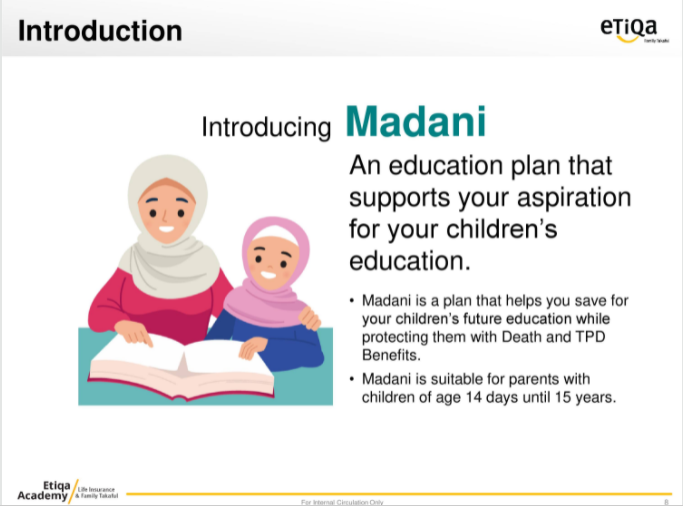 Introduction
eTiQa
Family Takaful
Introducing Madani
An education plan that
supports your aspiration
for your children's
education.
• Madani is a plan that helps you save for
your children's future education while
protecting them with Death and TPD
Benefits.
• Madani is suitable for parents with
children of age 14 days until 15 years.
Etiqa
Academy
Life Insurance
& Family Takaful
For Internal Circulation Only
8